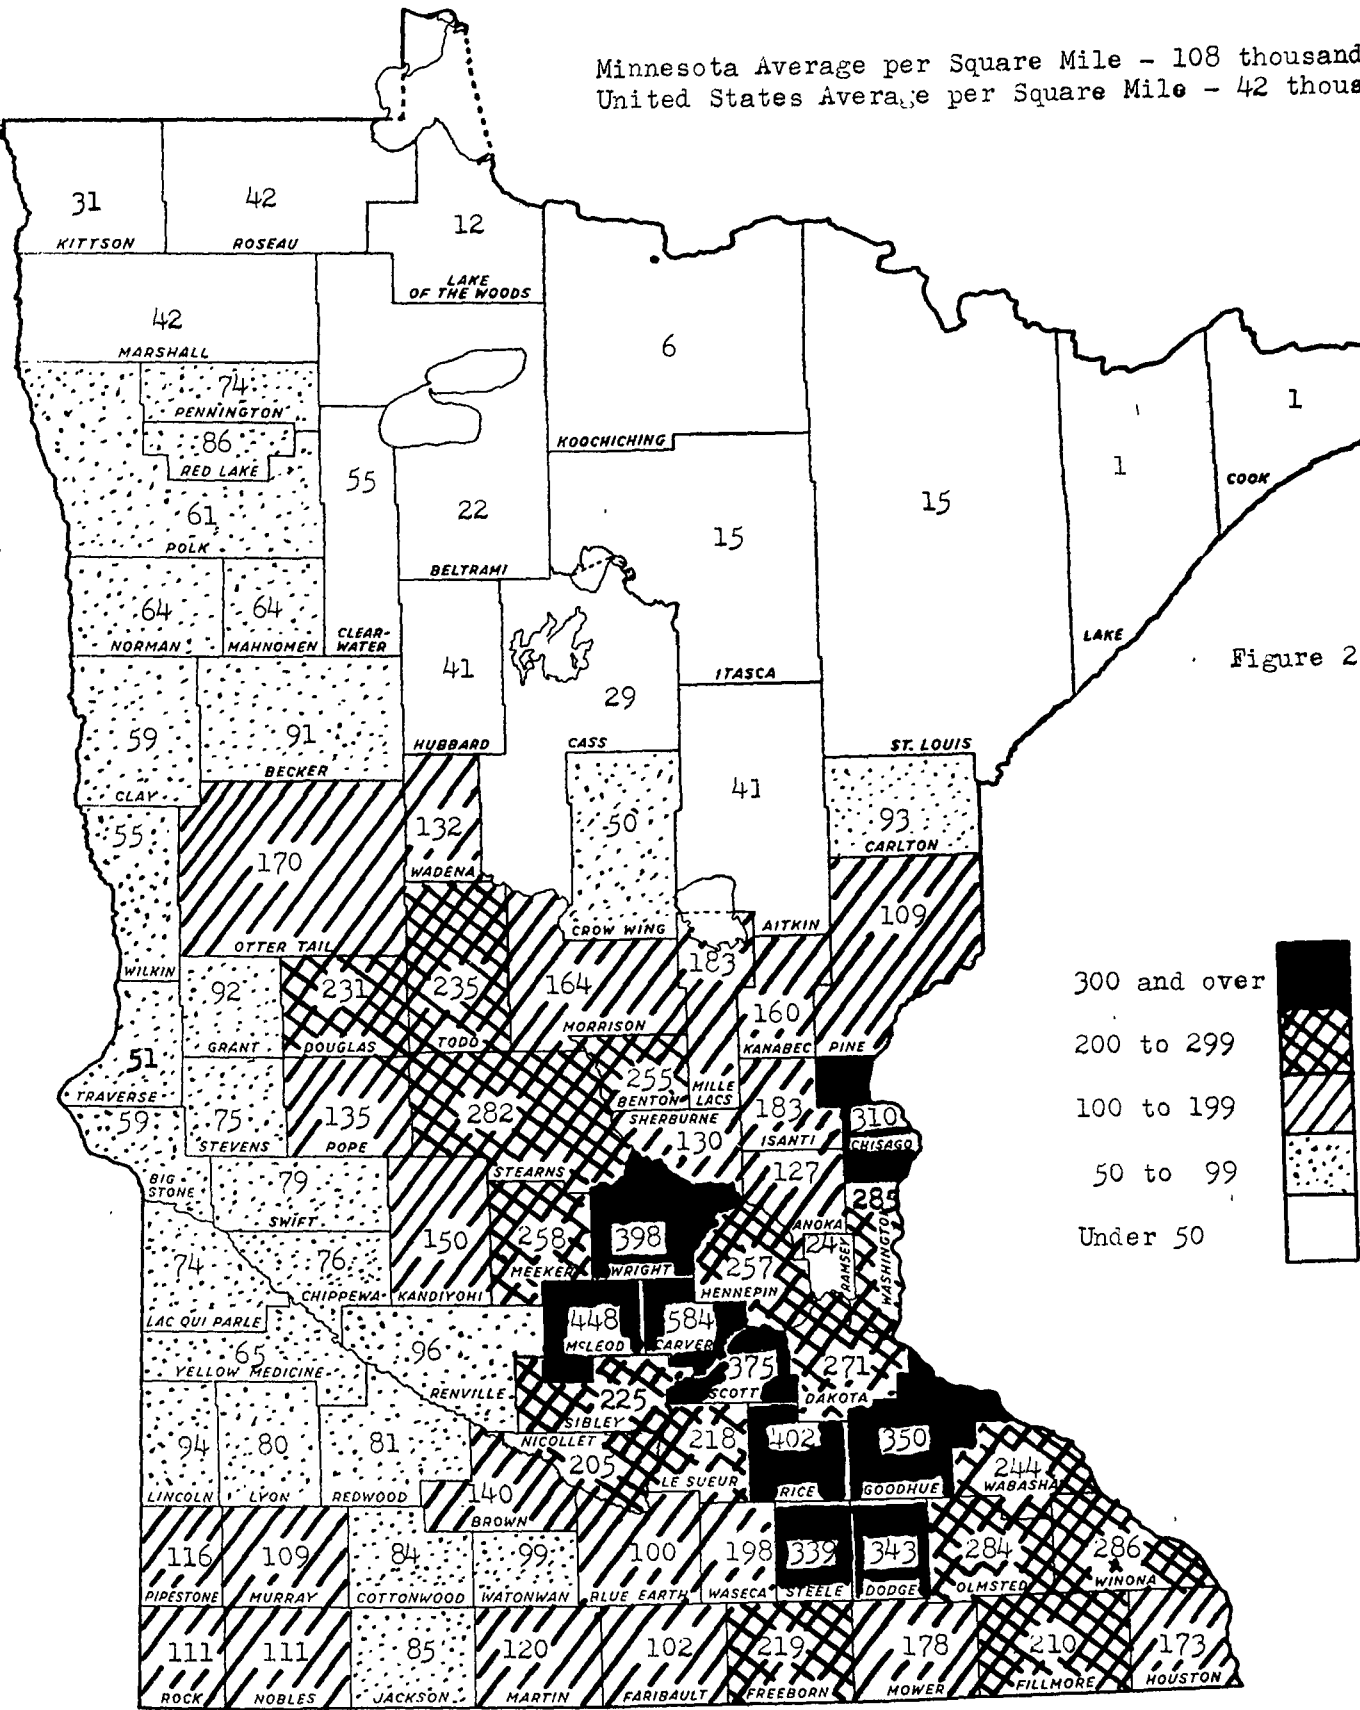 Minnesota Average per Square Mile - 108 thousand
United States Average per Square Mile - 42 thous
31
KITTSON
42
ROSEAU
12
LAKE
OF THE WOODS
42
MARSHALL
6
KOOCHICHING
1
LAKE
1
COOK
74
PENNINGTON
86
RED LAKE
61
POLK
55
CLEAR-
WATER
22
BELTRAMI
15
ITASCA
15
ST. LOUIS
64
NORMAN
64
MAHNOMEN
41
HUBBARD
29
CASS
Figure 2
59
CLAY
91
BECKER
55
WILKIN
170
OTTER TAIL
132
WADENA
50
CROW WING
41
AITKIN
93
CARLTON
109
PINE
92
GRANT
231
DOUGLAS
235
TODD
164
MORRISON
183
MILLE
LACS
160
KANABEC
300 and over
200 to 299
100 to 199
50 to 99
Under 50
51
TRAVERSE
59
BIG
STONE
75
STEVENS
135
POPE
282
STEARNS
255
BENTON
SHERBURNE
130
183
ISANTI
310
CHISAGO
79
SWIFT
127
ANOKA
285
WASHINGTON
74
LAC QUI PARLE
76
CHIPPEWA
150
KANDIYOHI
258
MEEKER
398
WRIGHT
257
HENNEPIN
24
RAMSEY
65
YELLOW MEDICINE
96
RENVILLE
448
McLEOD
584
CARVER
375
SCOTT
271
DAKOTA
225
SIBLEY
94
LINCOLN
80
LYON
81
REDWOOD
NICOLLET
205
218
LE SUEUR
402
RICE
350
GOODHUE
244
WABASHA
140
BROWN
116
PIPESTONE
109
MURRAY
84
COTTONWOOD
99
WATONWAN
100
BLUE EARTH
198
WASECA
339
STEELE
343
DODGE
284
OLMSTED
286
WINONA
111
ROCK
111
NOBLES
85
JACKSON
120
MARTIN
102
FARIBAULT
219
FREEBORN
178
MOWER
210
FILLMORE
173
HOUSTON